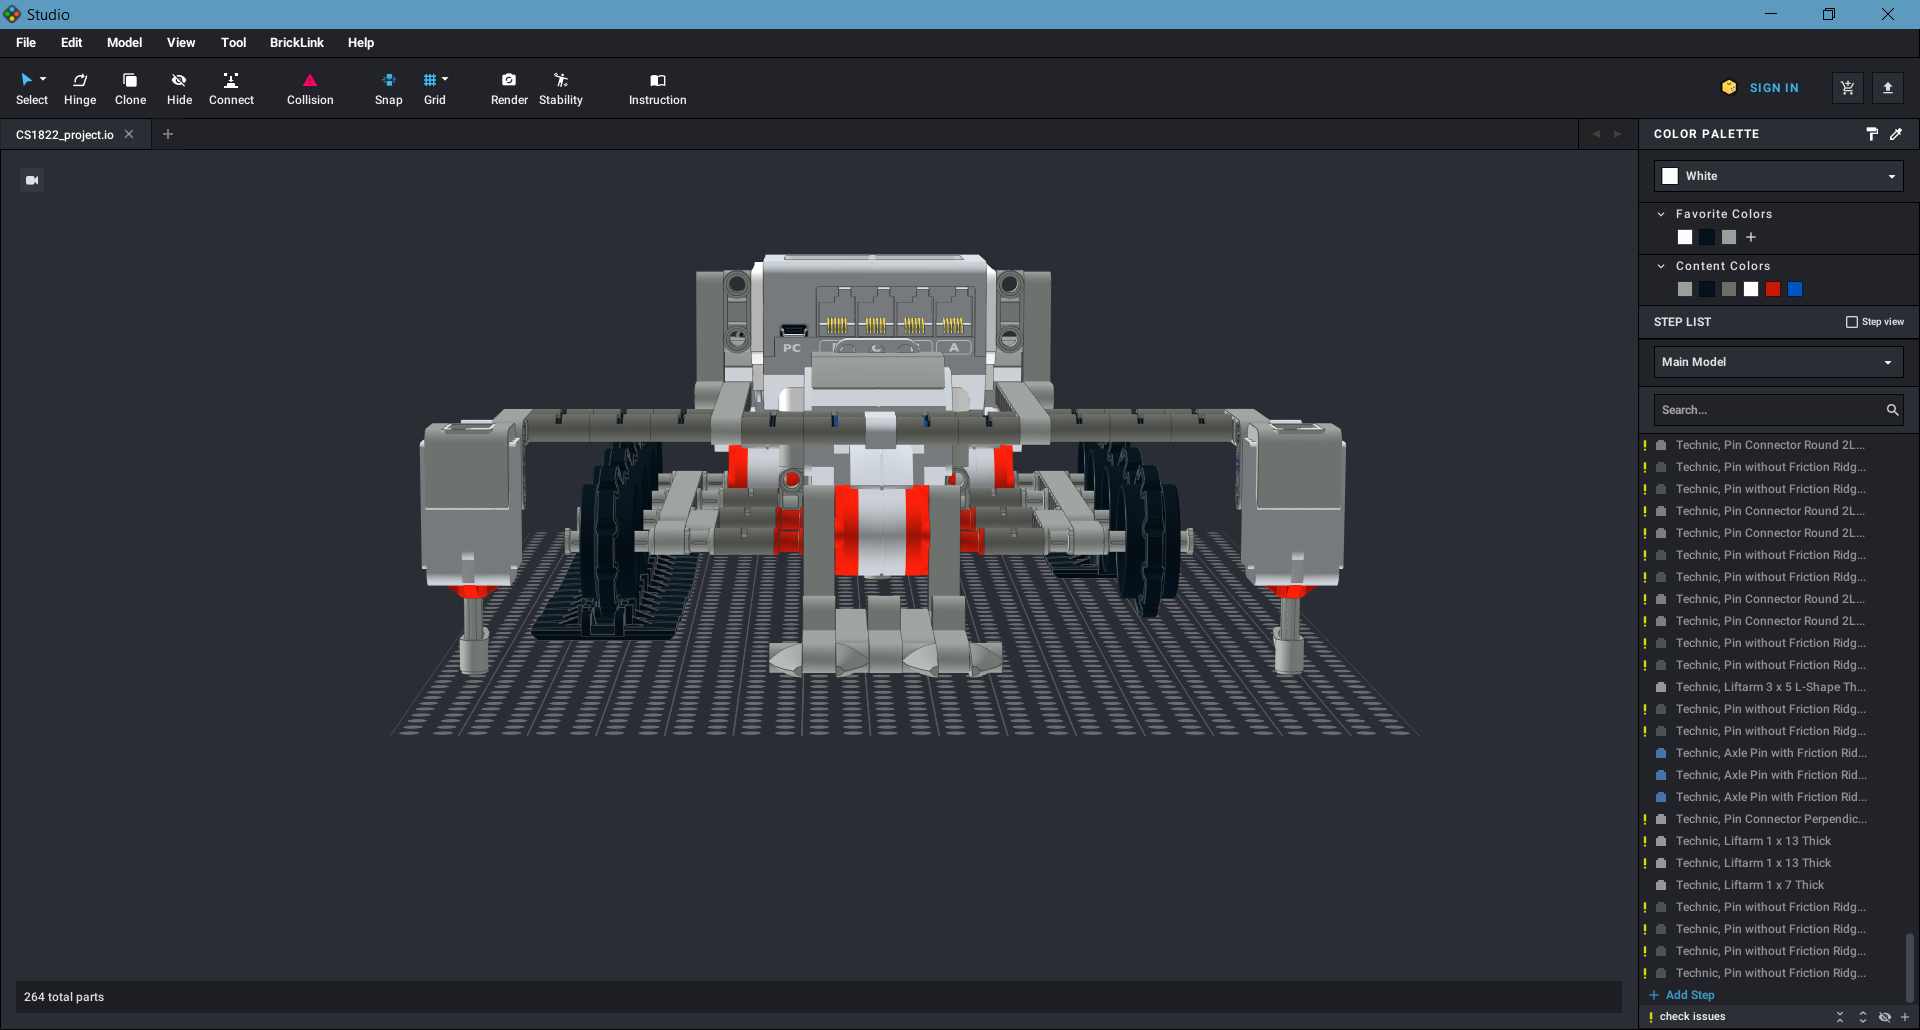 Studio
File Edit Model View Tool BrickLink Help
Select Hinge Clone Hide Connect Collision Snap Grid Render Stability Instruction SIGN IN
CS1822_project.io
COLOR PALETTE
White
Favorite Colors
Content Colors
STEP LIST Step view
Main Model
Search...
PC A
Technic, Pin Connector Round 2L...
Technic, Pin without Friction Ridg...
Technic, Pin without Friction Ridg...
Technic, Pin Connector Round 2L...
Technic, Pin Connector Round 2L...
Technic, Pin without Friction Ridg...
Technic, Pin without Friction Ridg...
Technic, Pin Connector Round 2L...
Technic, Pin Connector Round 2L...
Technic, Pin without Friction Ridg...
Technic, Pin without Friction Ridg...
Technic, Liftarm 3 x 5 L-Shape Th...
Technic, Pin without Friction Ridg...
Technic, Pin without Friction Ridg...
Technic, Axle Pin with Friction Rid...
Technic, Axle Pin with Friction Rid...
Technic, Axle Pin with Friction Rid...
Technic, Pin Connector Perpendic...
Technic, Liftarm 1 x 13 Thick
Technic, Liftarm 1 x 13 Thick
Technic, Liftarm 1 x 7 Thick
Technic, Pin without Friction Ridg...
Technic, Pin without Friction Ridg...
Technic, Pin without Friction Ridg...
Technic, Pin without Friction Ridg...
+ Add Step
264 total parts
! check issues